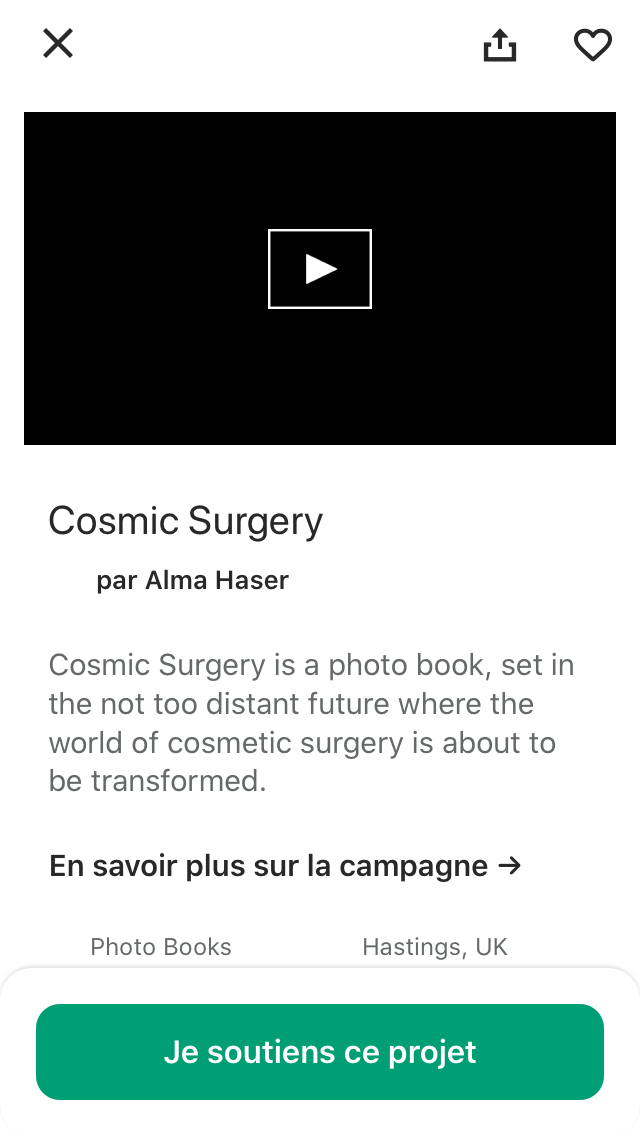 Cosmic Surgery
par Alma Haser
Cosmic Surgery is a photo book, set in
the not too distant future where the
world of cosmetic surgery is about to
be transformed.
En savoir plus sur la campagne →
Photo Books
Hastings, UK
Je soutiens ce projet